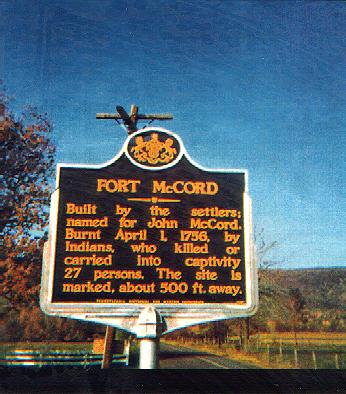 FORT McCORD
Built by the settlers;
named for John McCord.
Burnt April 1, 1756, by
Indians, who killed or
carried into captivity
27 persons. The site is
marked, about 500 ft. away.
PENNSYLVANIA HISTORICAL AND MUSEUM COMMISSION